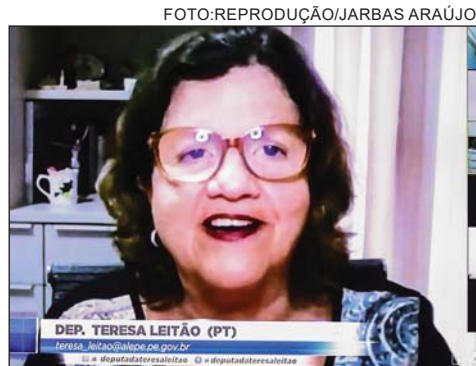 FOTO:REPRODUÇÃO/JARBAS ARAÚJO
DEP. TERESA LEITÃO (PT)
teresa_leitao@alepe.pe.gov.br
deputadateresaleitao deputadateresaleitao